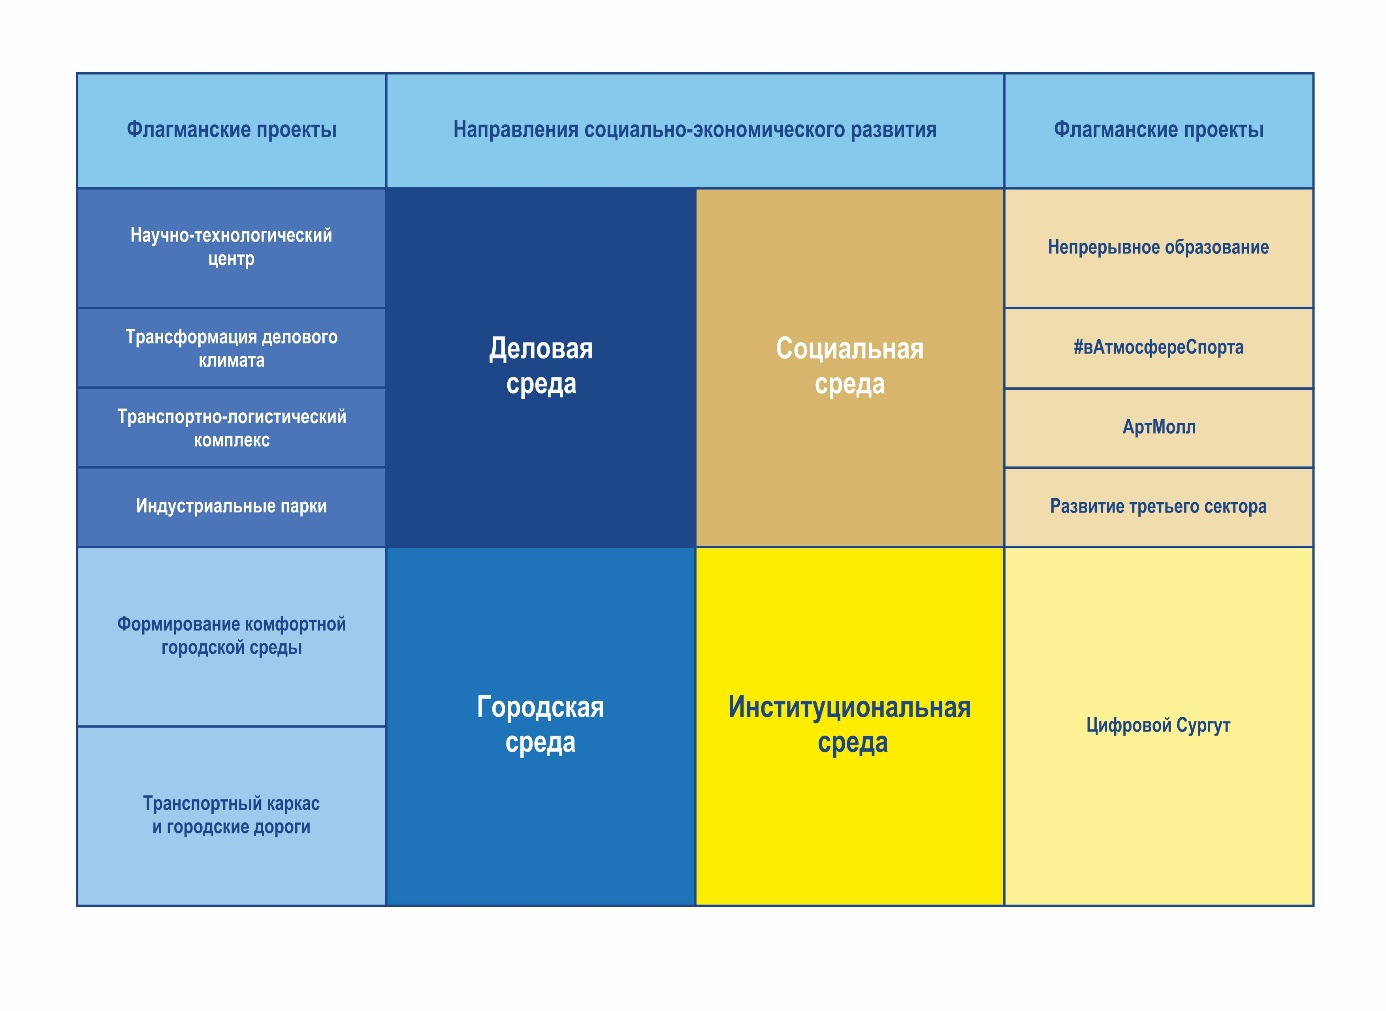 Флагманские проекты
Направления социально-экономического развития
Флагманские проекты
Научно-технологический
центр
Трансформация делового
климата
Транспортно-логистический
комплекс
Индустриальные парки
Деловая
среда
Социальная
среда
Непрерывное образование
#вАтмосфереСпорта
АртМолл
Развитие третьего сектора
Формирование комфортной
городской среды
Транспортный каркас
и городские дороги
Городская
среда
Институциональная
среда
Цифровой Сургут